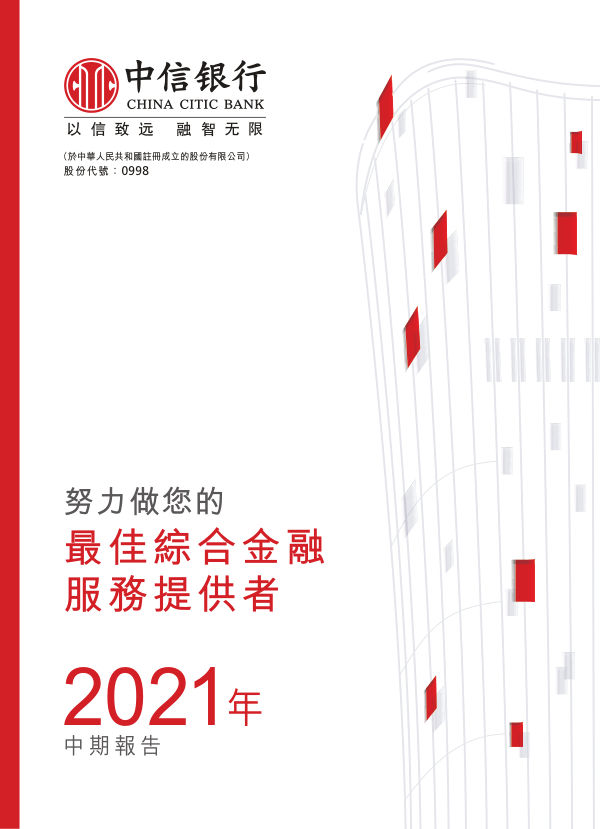 中信银行
CHINA CITIC BANK
以信致远 融智无限
(於中華人民共和國註冊成立的股份有限公司)
股份代號：0998
努力做您的
最佳綜合金融
服務提供者
2021年
中期報告